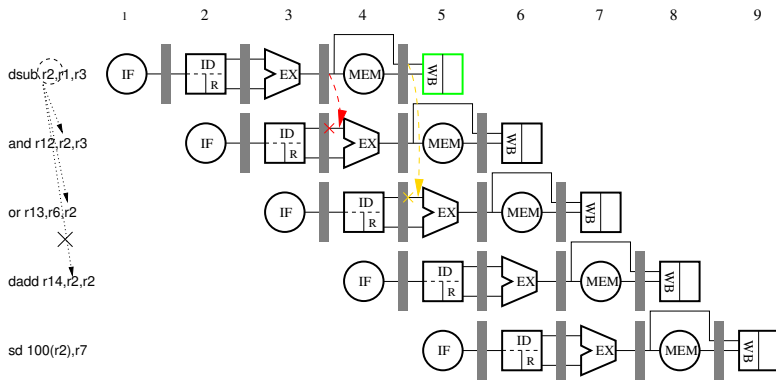 1 2 3 4 5 6 7 8 9
dsub r2,r1,r3 IF ID R EX MEM WB
and r12,r2,r3 IF ID R EX MEM WB
or r13,r6,r2 IF ID R EX MEM WB
dadd r14,r2,r2 IF ID R EX MEM WB
sd 100(r2),r7 IF ID R EX MEM WB